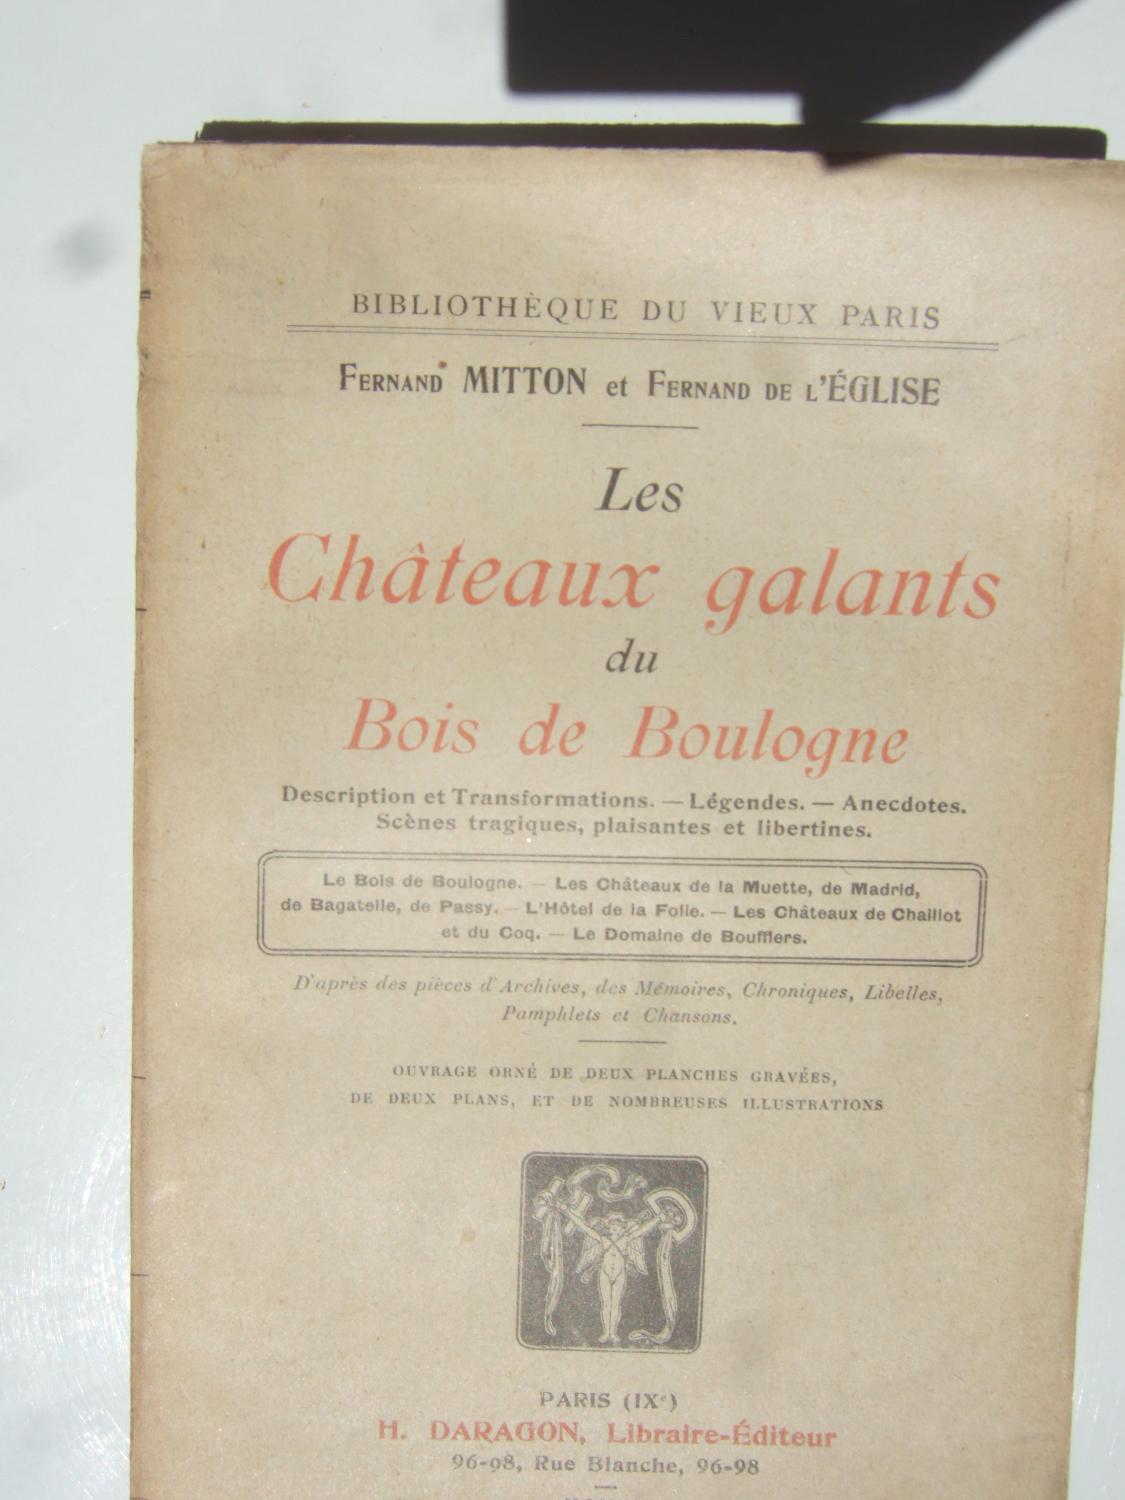 BIBLIOTHÈQUE DU VIEUX PARIS
FERNAND MITTON et FERNAND DE L'ÉGLISE
Les
Châteaux galants
du
Bois de Boulogne
Description et Transformations. — Légendes. — Anecdotes.
Scènes tragiques, plaisantes et libertines.
Le Bois de Boulogne. — Les Châteaux de la Muette, de Madrid,
de Bagatelle, de Passy. — L'Hôtel de la Folie. — Les Châteaux de Chaillot
et du Coq. — Le Domaine de Boufflers.
D'après des pièces d'Archives, des Mémoires, Chroniques, Libelles,
Pamphlets et Chansons.
OUVRAGE ORNÉ DE DEUX PLANCHES GRAVÉES,
DE DEUX PLANS, ET DE NOMBREUSES ILLUSTRATIONS
PARIS (IXe)
H. DARAGON, Libraire-Éditeur
96-98, Rue Blanche, 96-98